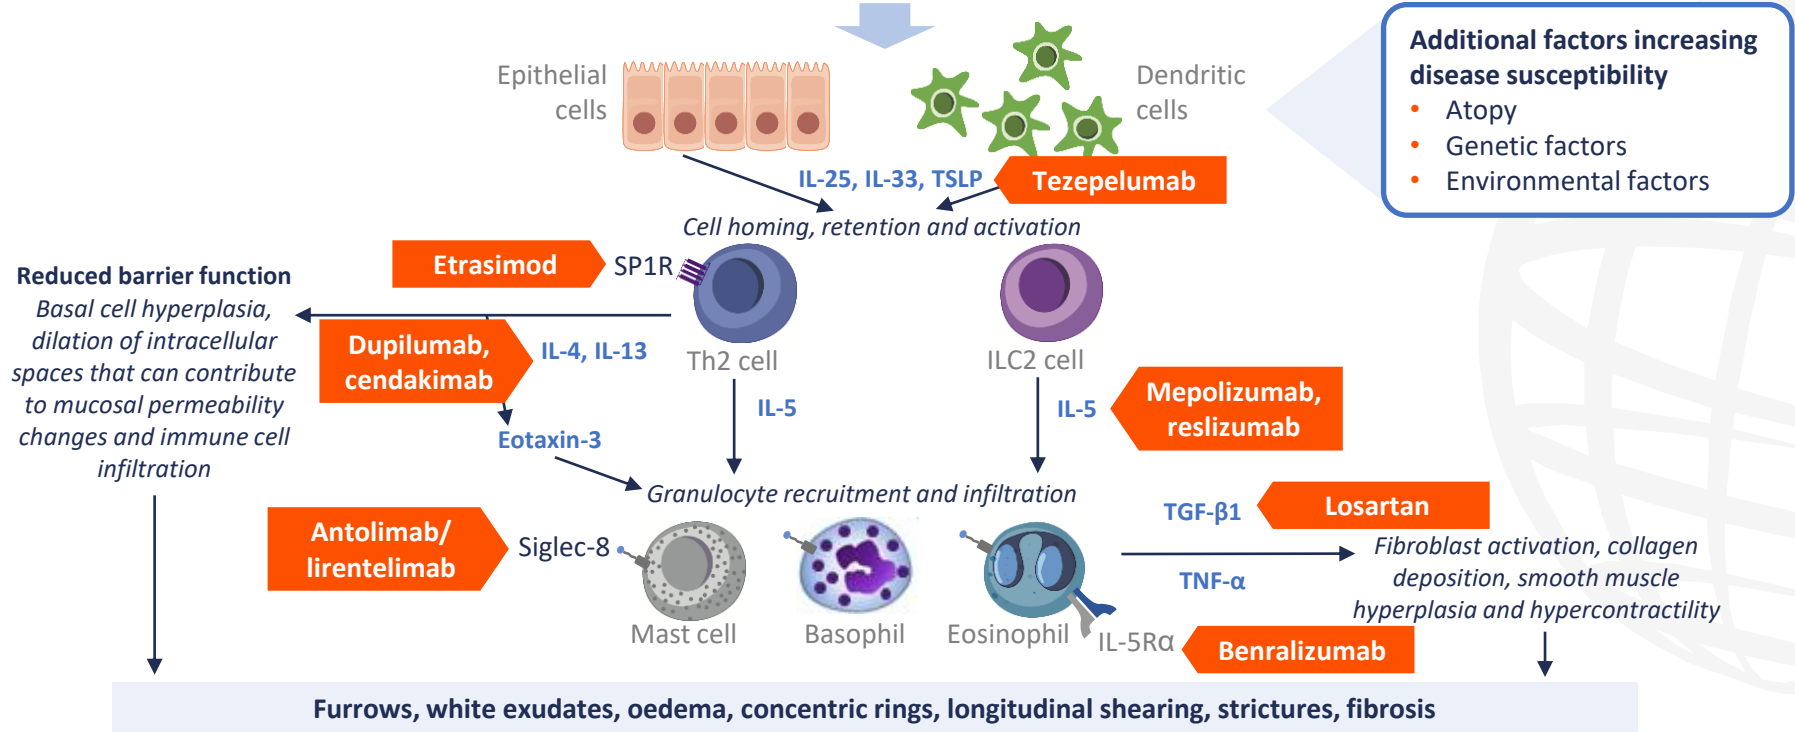 Epithelial
cells
Dendritic
cells
Additional factors increasing
disease susceptibility
• Atopy
• Genetic factors
• Environmental factors
IL-25, IL-33, TSLP
Tezepelumab
Cell homing, retention and activation
Etrasimod
SP1R
Reduced barrier function
Basal cell hyperplasia,
dilation of intracellular
spaces that can contribute
to mucosal permeability
changes and immune cell
infiltration
Dupilumab,
cendakimab
IL-4, IL-13
Th2 cell
ILC2 cell
IL-5
IL-5
Mepolizumab,
reslizumab
Eotaxin-3
Granulocyte recruitment and infiltration
Antolimab/
lirentelimab
Siglec-8
Mast cell
Basophil
Eosinophil
IL-5Rα
Benralizumab
TGF-β1
Losartan
TNF-α
Fibroblast activation, collagen
deposition, smooth muscle
hyperplasia and hypercontractility
Furrows, white exudates, oedema, concentric rings, longitudinal shearing, strictures, fibrosis